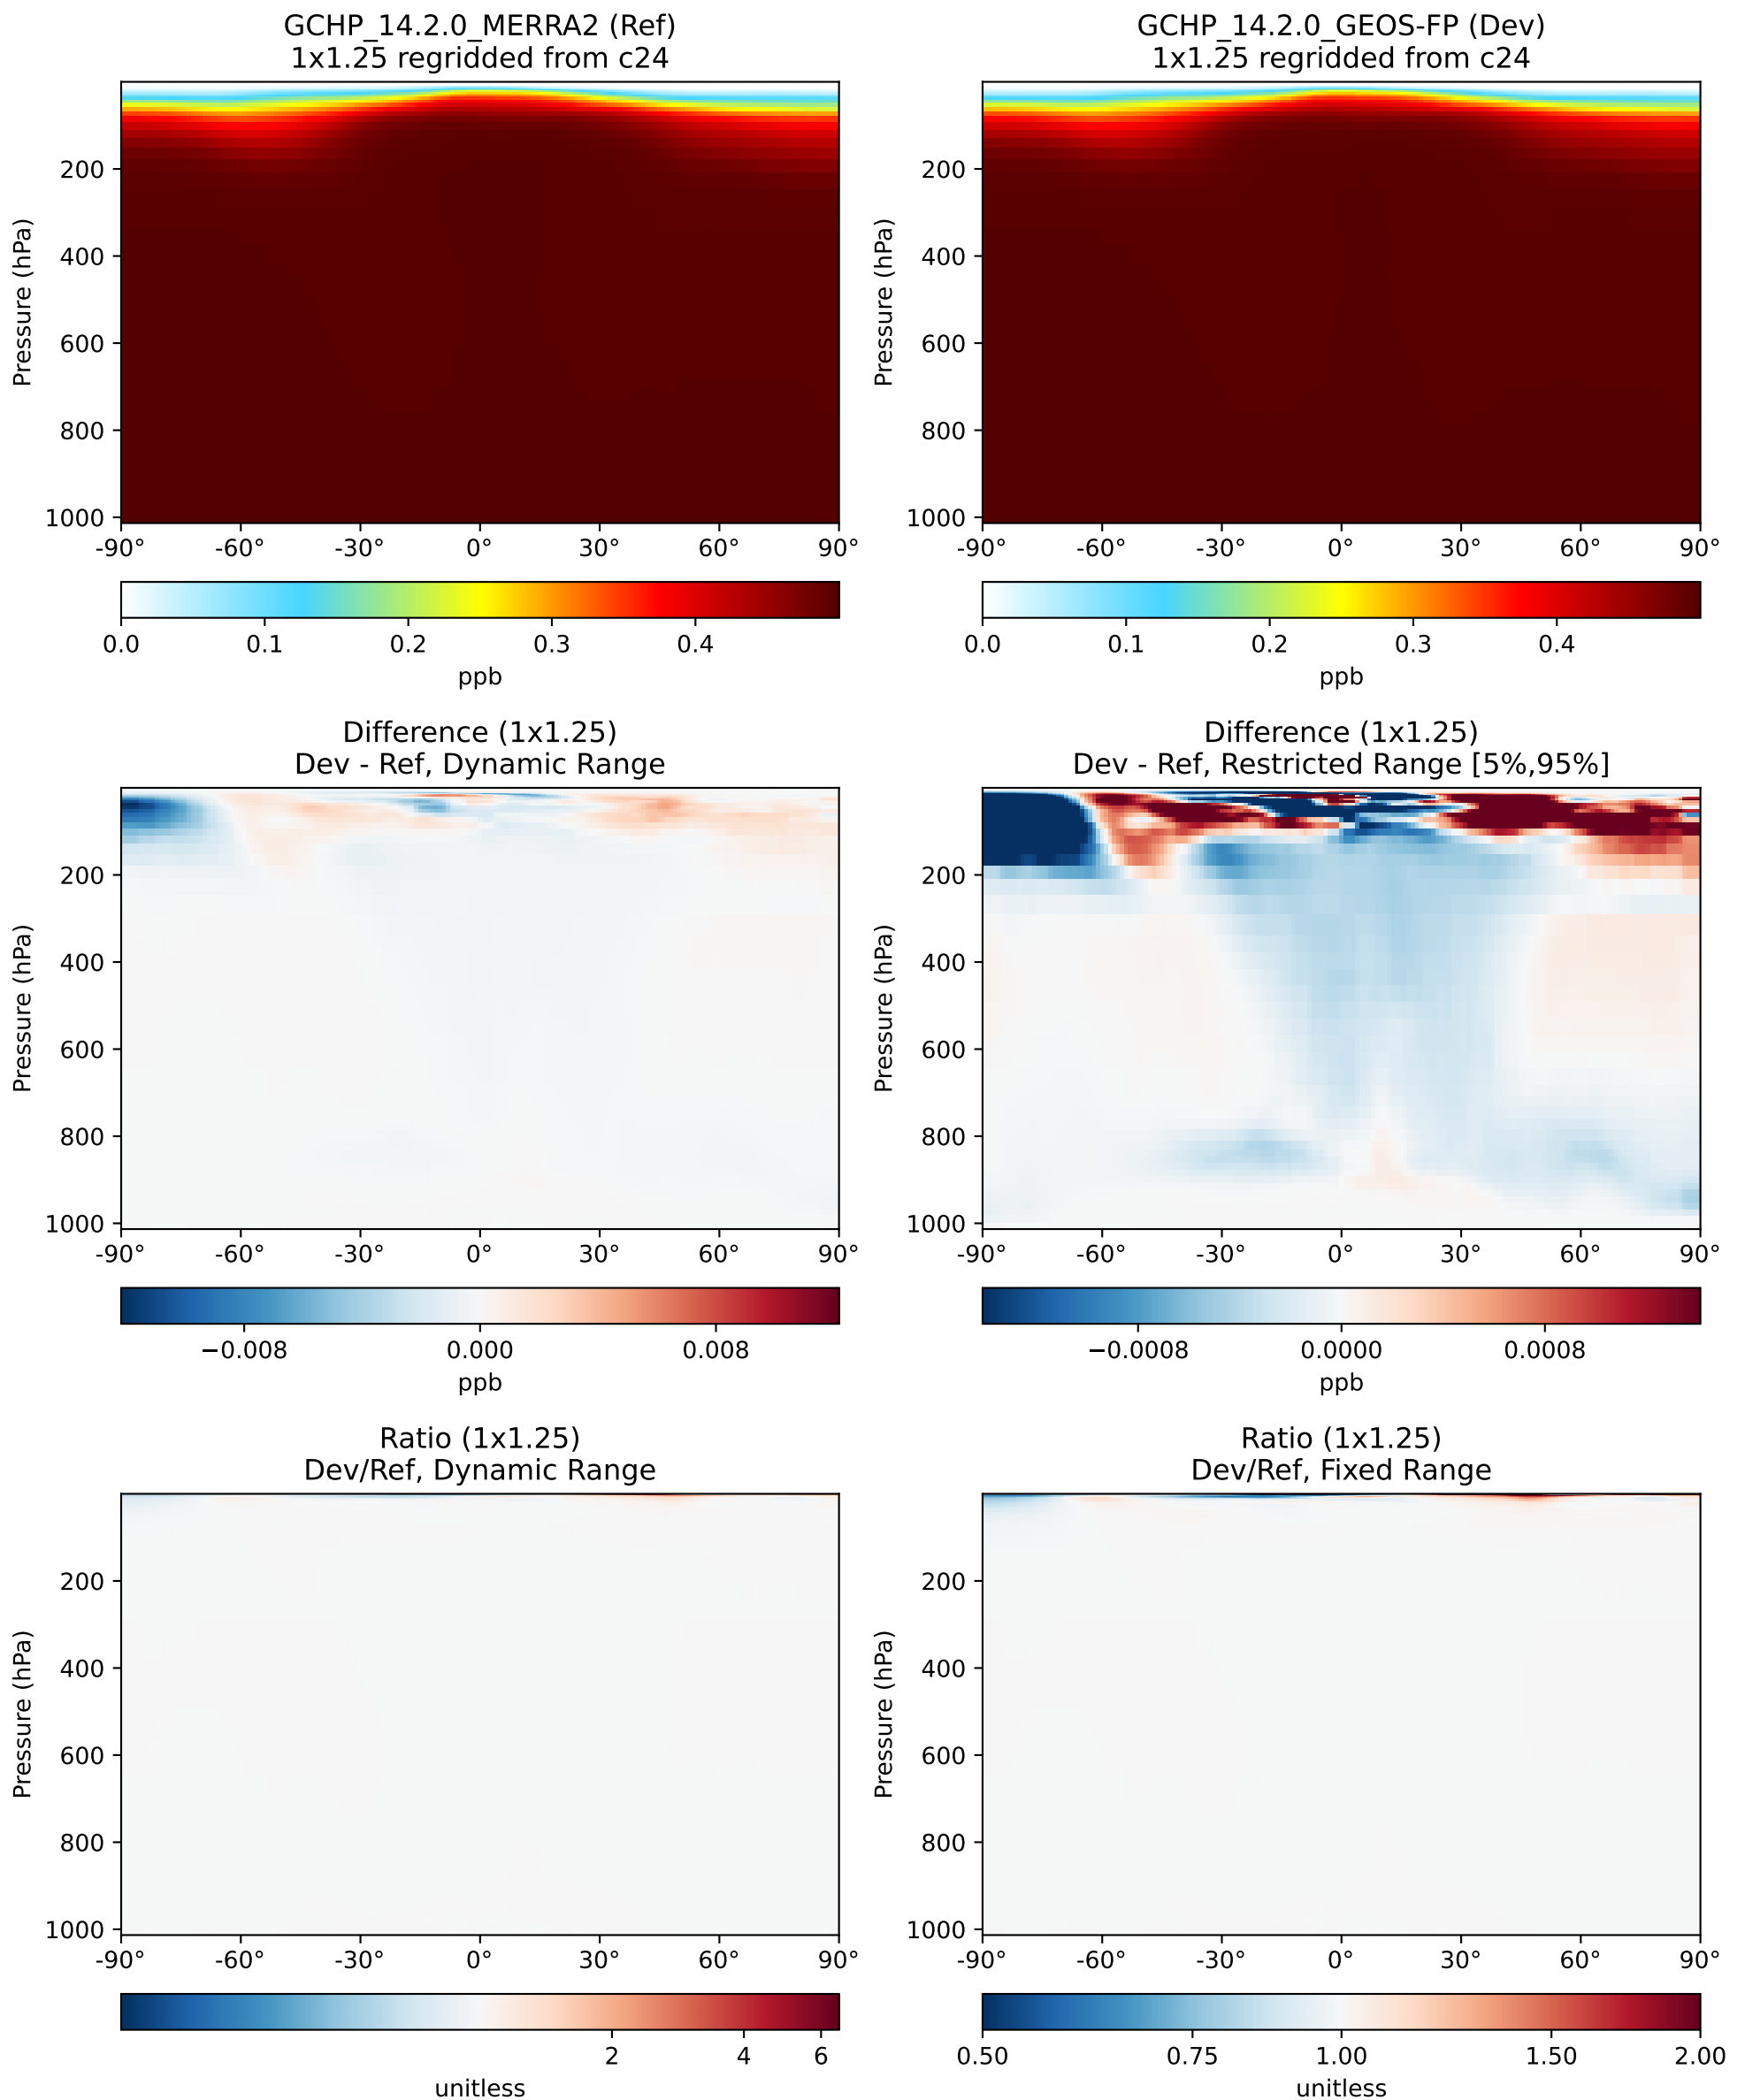 GCHP_14.2.0_MERRA2 (Ref)
1x1.25 regridded from c24
Pressure (hPa)
200
400
600
800
1000
-90° -60° -30° 0° 30° 60° 90°
0.0 0.1 0.2 0.3 0.4
ppb
GCHP_14.2.0_GEOS-FP (Dev)
1x1.25 regridded from c24
Pressure (hPa)
200
400
600
800
1000
-90° -60° -30° 0° 30° 60° 90°
0.0 0.1 0.2 0.3 0.4
ppb
Difference (1x1.25)
Dev - Ref, Dynamic Range
Pressure (hPa)
200
400
600
800
1000
-90° -60° -30° 0° 30° 60° 90°
−0.008 0.000 0.008
ppb
Difference (1x1.25)
Dev - Ref, Restricted Range [5%,95%]
Pressure (hPa)
200
400
600
800
1000
-90° -60° -30° 0° 30° 60° 90°
−0.0008 0.0000 0.0008
ppb
Ratio (1x1.25)
Dev/Ref, Dynamic Range
Pressure (hPa)
200
400
600
800
1000
-90° -60° -30° 0° 30° 60° 90°
2 4 6
unitless
Ratio (1x1.25)
Dev/Ref, Fixed Range
Pressure (hPa)
200
400
600
800
1000
-90° -60° -30° 0° 30° 60° 90°
0.50 0.75 1.00 1.50 2.00
unitless